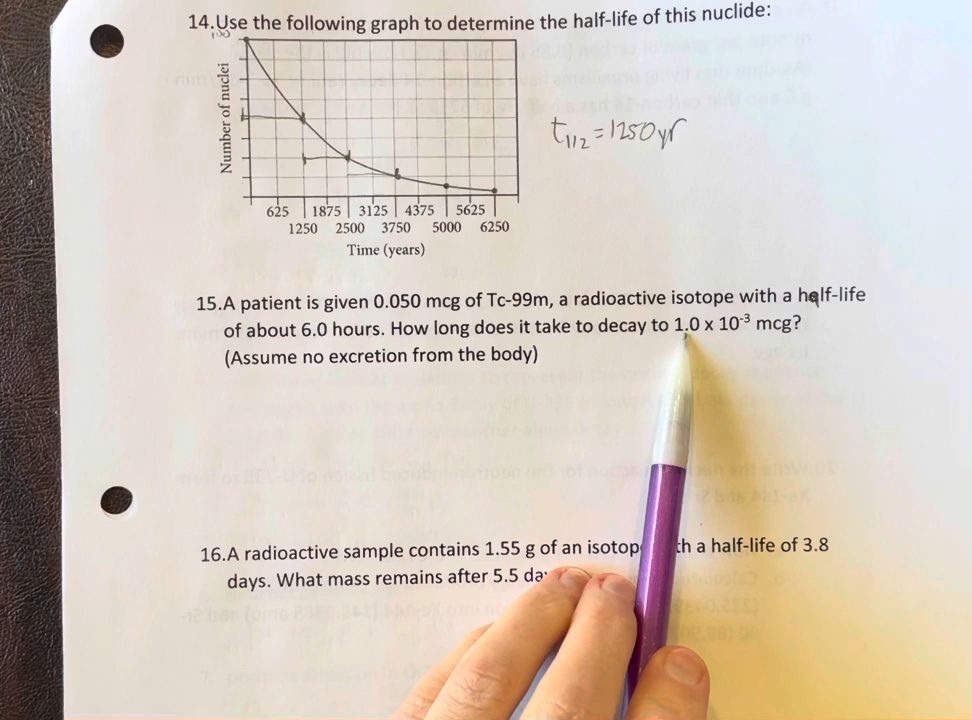 14.Use the following graph to determine the half-life of this nuclide:
100
Number of nuclei
625 1875 3125 4375 5625
1250 2500 3750 5000 6250
Time (years)
t1/2 = 1250 yr
15.A patient is given 0.050 mcg of Tc-99m, a radioactive isotope with a half-life
of about 6.0 hours. How long does it take to decay to 1.0 x 10⁻³ mcg?
(Assume no excretion from the body)
16.A radioactive sample contains 1.55 g of an isotop th a half-life of 3.8
days. What mass remains after 5.5 da